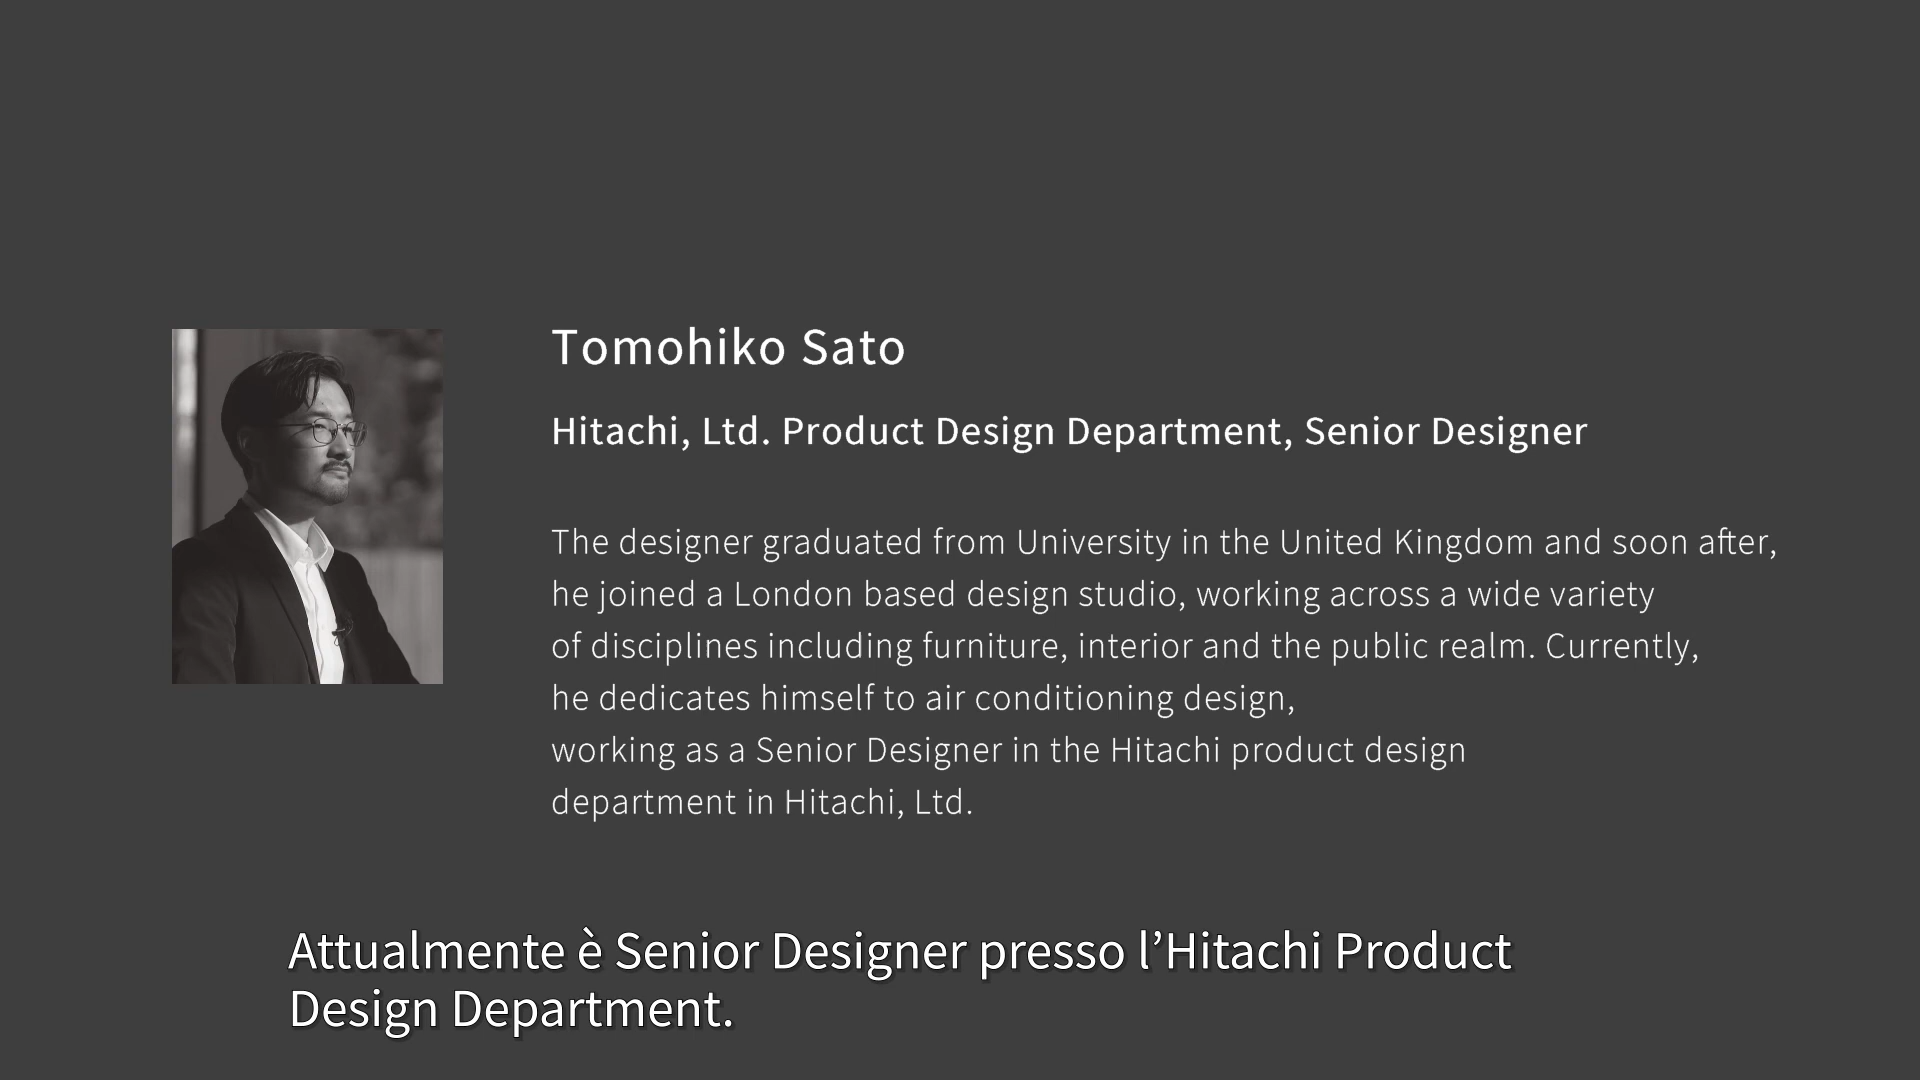 Tomohiko Sato
Hitachi, Ltd. Product Design Department, Senior Designer
The designer graduated from University in the United Kingdom and soon after,
he joined a London based design studio, working across a wide variety
of disciplines including furniture, interior and the public realm. Currently,
he dedicates himself to air conditioning design,
working as a Senior Designer in the Hitachi product design
department in Hitachi, Ltd.
Attualmente è Senior Designer presso l’Hitachi Product
Design Department.